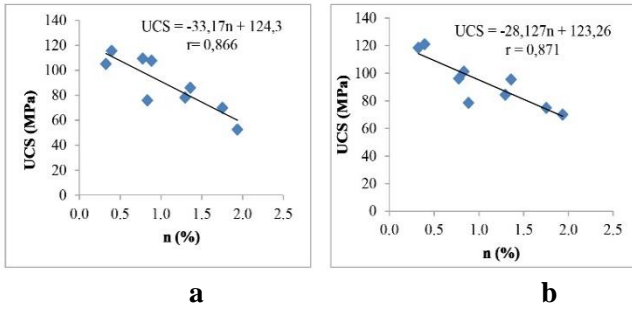 UCS = -33,17n + 124,3
r= 0,866
140
120
100
80
60
40
20
0
UCS (MPa)
0.0 0.5 1.0 1.5 2.0 2.5
n (%)
a
UCS = -28,127n + 123,26
r = 0,871
140
120
100
80
60
40
20
0
UCS (MPa)
0.0 0.5 1.0 1.5 2.0 2.5
n (%)
b